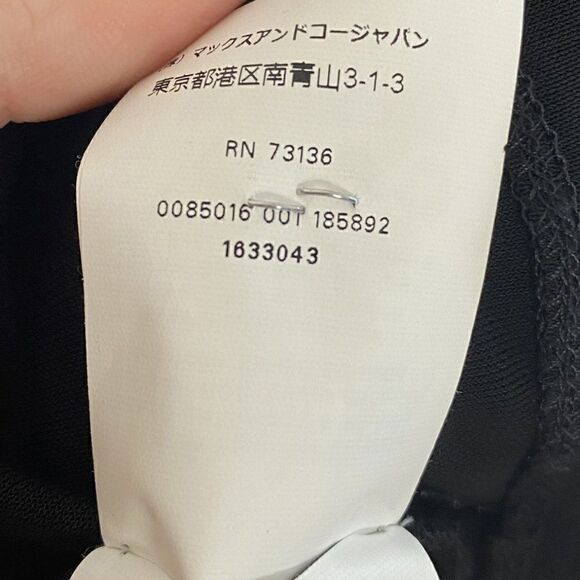 マックスアンドコージャパン
東京都港区南青山3-1-3
RN 73136
0085016 001 185892
1633043